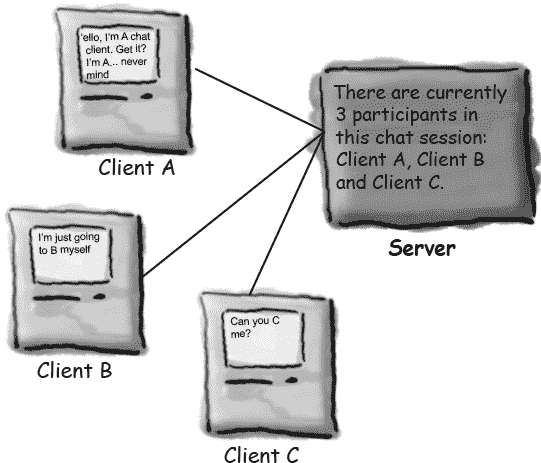 'ello, I'm A chat
client. Get it?
I'm A... never
mind
Client A
There are currently
3 participants in
this chat session:
Client A, Client B
and Client C.
Server
I'm just going
to B myself
Client B
Can you C
me?
Client C